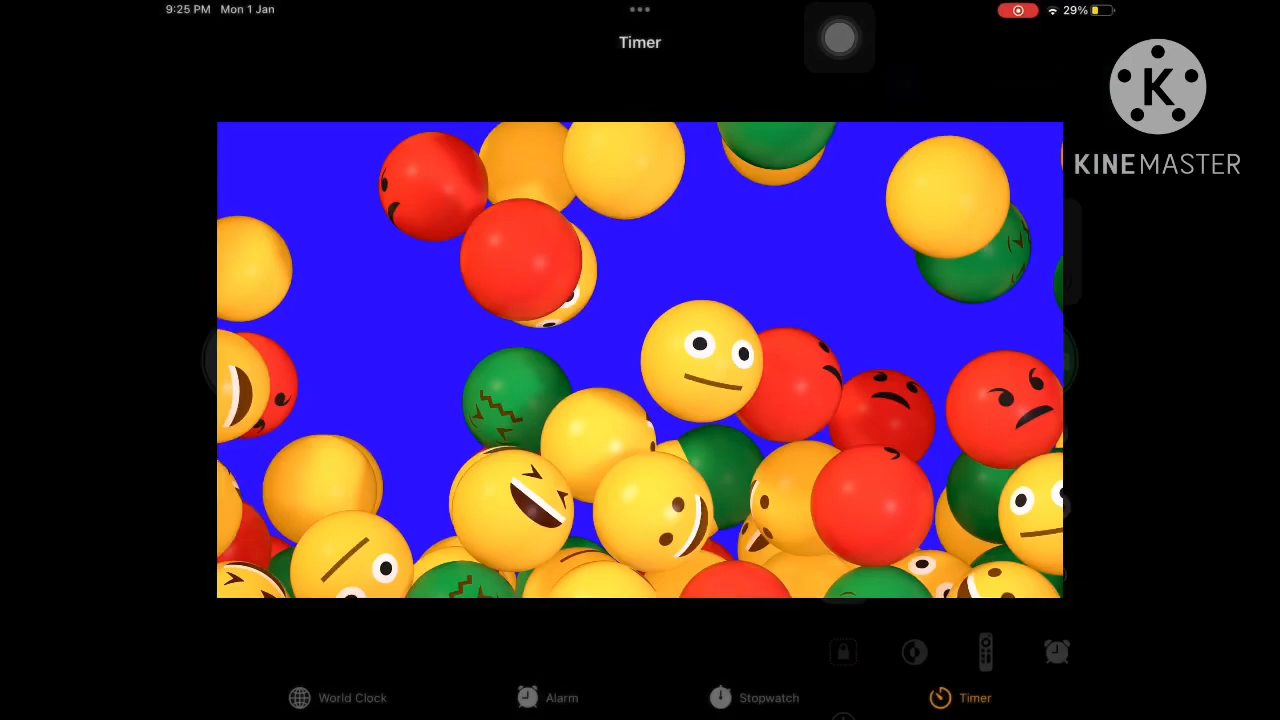 9:25 PM Mon 1 Jan
29%
Timer
K
KINEMASTER
World Clock
Alarm
Stopwatch
Timer